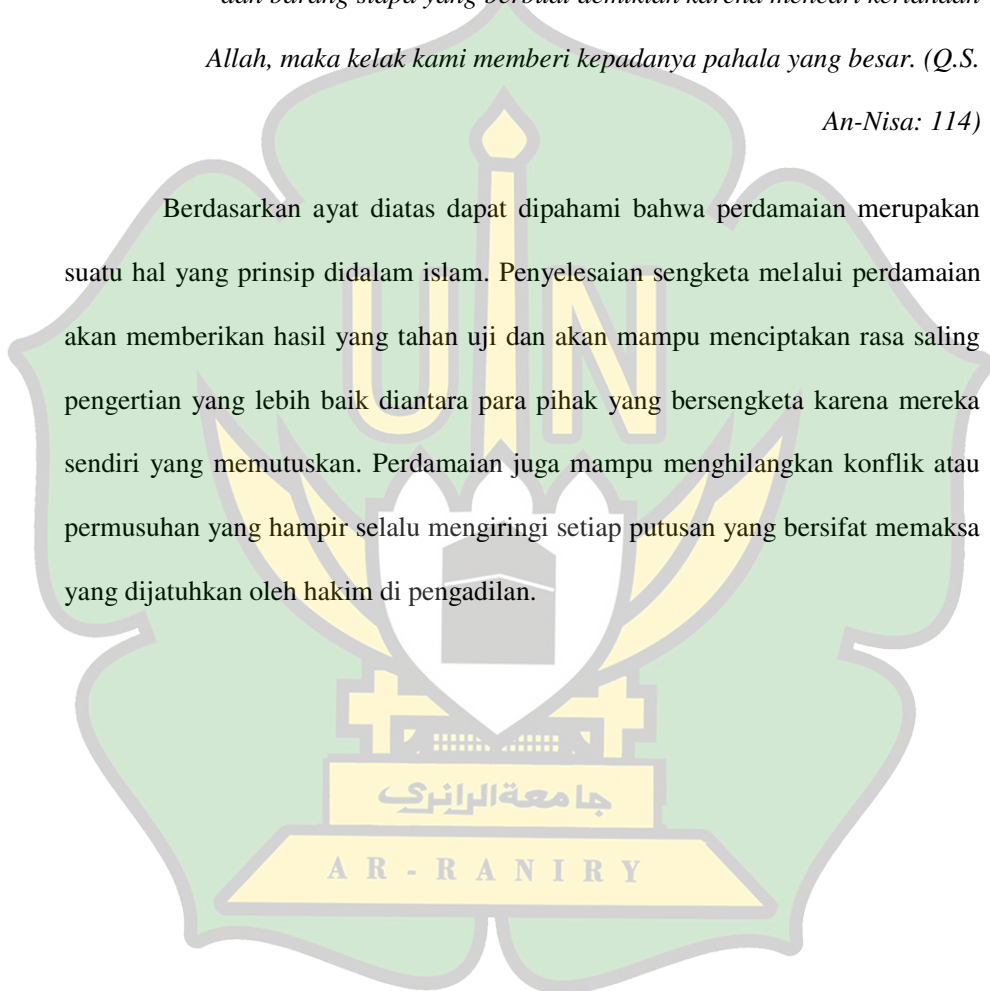 dan barang siapa yang berbuat demikian karena mencari keridhaan
Allah, maka kelak kami memberi kepadanya pahala yang besar. (Q.S.
An-Nisa: 114)
Berdasarkan ayat diatas dapat dipahami bahwa perdamaian merupakan
suatu hal yang prinsip didalam islam. Penyelesaian sengketa melalui perdamaian
akan memberikan hasil yang tahan uji dan akan mampu menciptakan rasa saling
pengertian yang lebih baik diantara para pihak yang bersengketa karena mereka
sendiri yang memutuskan. Perdamaian juga mampu menghilangkan konflik atau
permusuhan yang hampir selalu mengiringi setiap putusan yang bersifat memaksa
yang dijatuhkan oleh hakim di pengadilan.
UIN
جامعةالرانري
AR-RANIRY